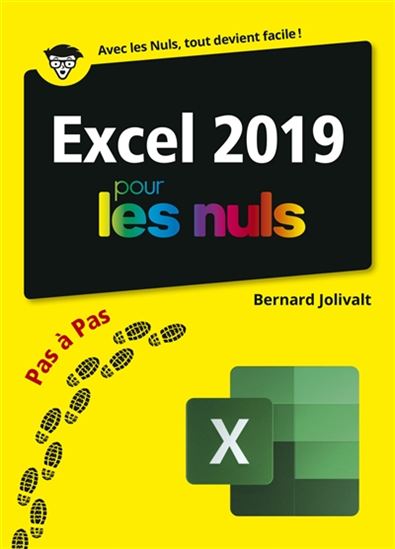 Avec les Nuls, tout devient facile !
Excel 2019
pour
les nuls
Bernard Jolivalt
Pas à Pas
X